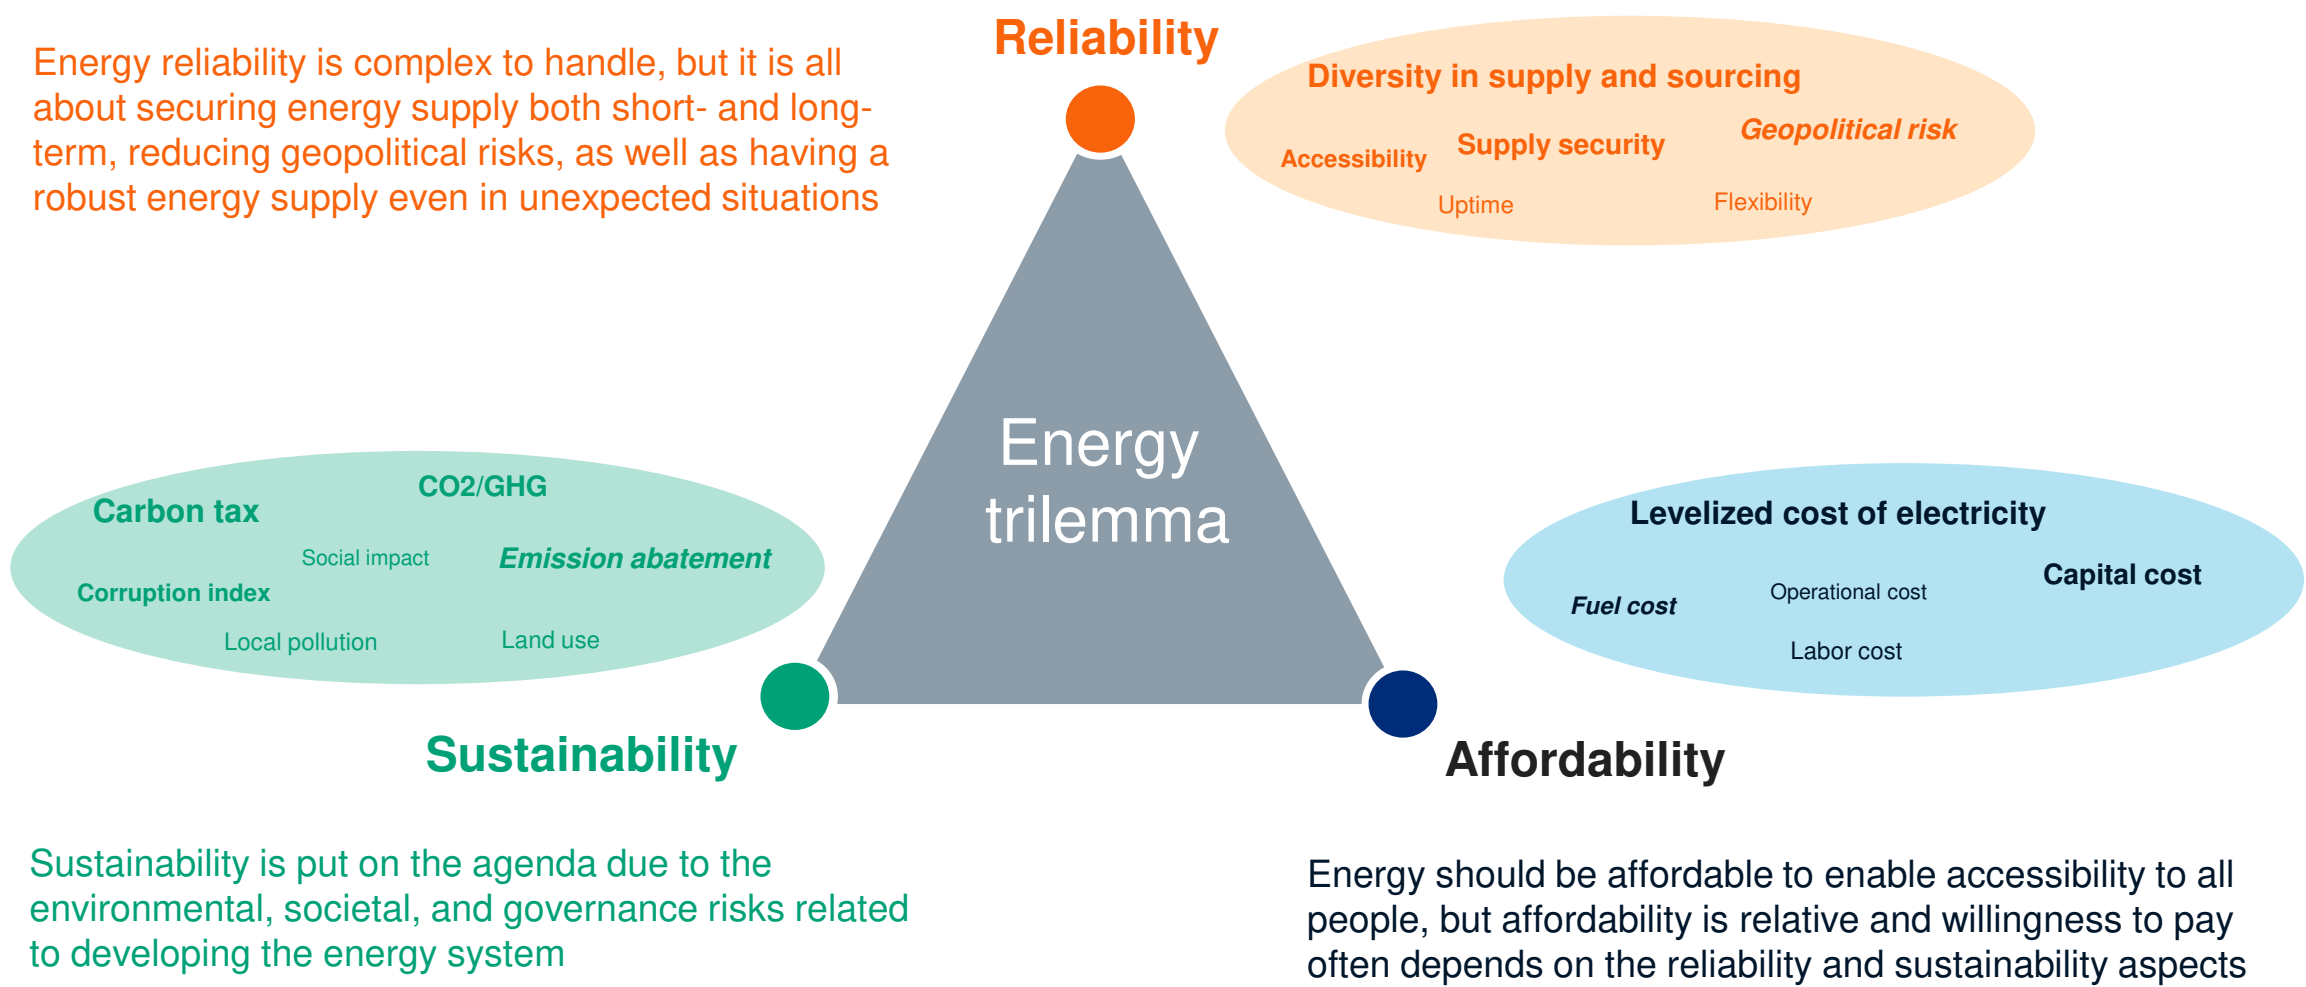 Reliability
Energy reliability is complex to handle, but it is all
about securing energy supply both short- and long-
term, reducing geopolitical risks, as well as having a
robust energy supply even in unexpected situations
Diversity in supply and sourcing
Geopolitical risk
Supply security
Accessibility
Uptime
Flexibility
Energy
trilemma
CO2/GHG
Carbon tax
Social impact
Emission abatement
Corruption index
Local pollution
Land use
Levelized cost of electricity
Capital cost
Operational cost
Fuel cost
Labor cost
Sustainability
Affordability
Sustainability is put on the agenda due to the
environmental, societal, and governance risks related
to developing the energy system
Energy should be affordable to enable accessibility to all
people, but affordability is relative and willingness to pay
often depends on the reliability and sustainability aspects